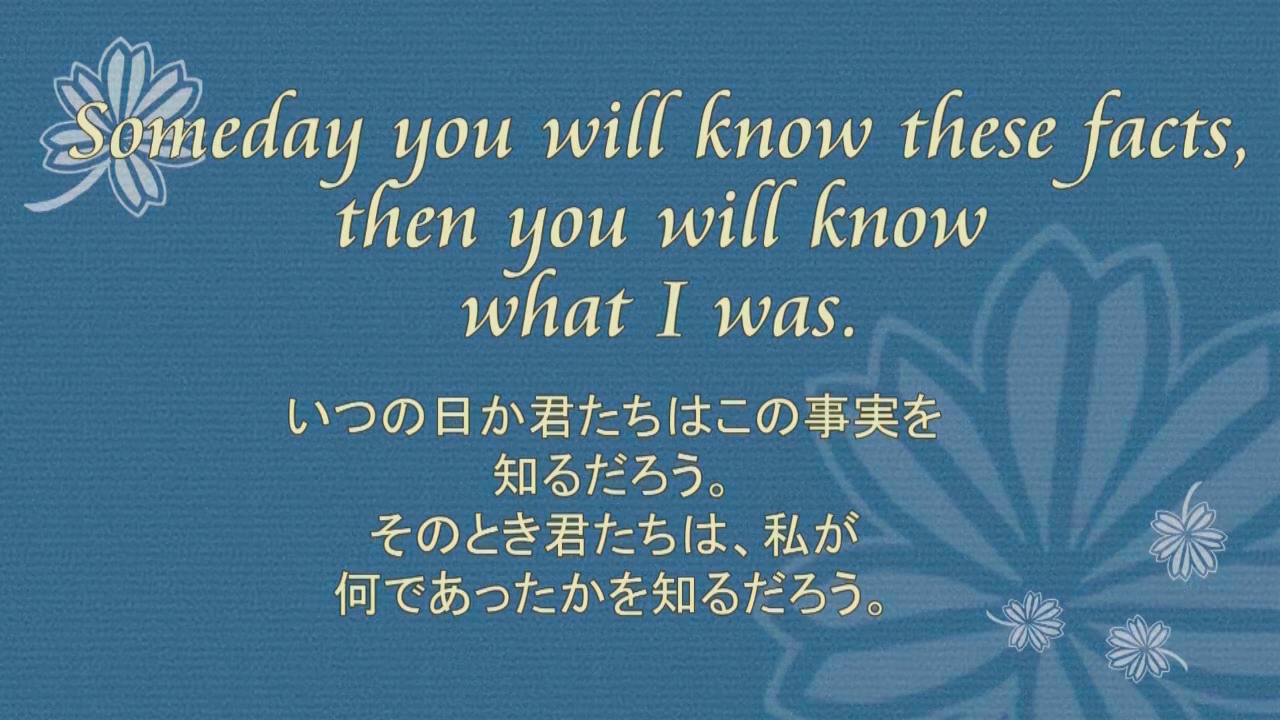 Someday you will know these facts,
then you will know
what I was.
いつの日か君たちはこの事実を
知るだろう。
そのとき君たちは、私が
何であったかを知るだろう。